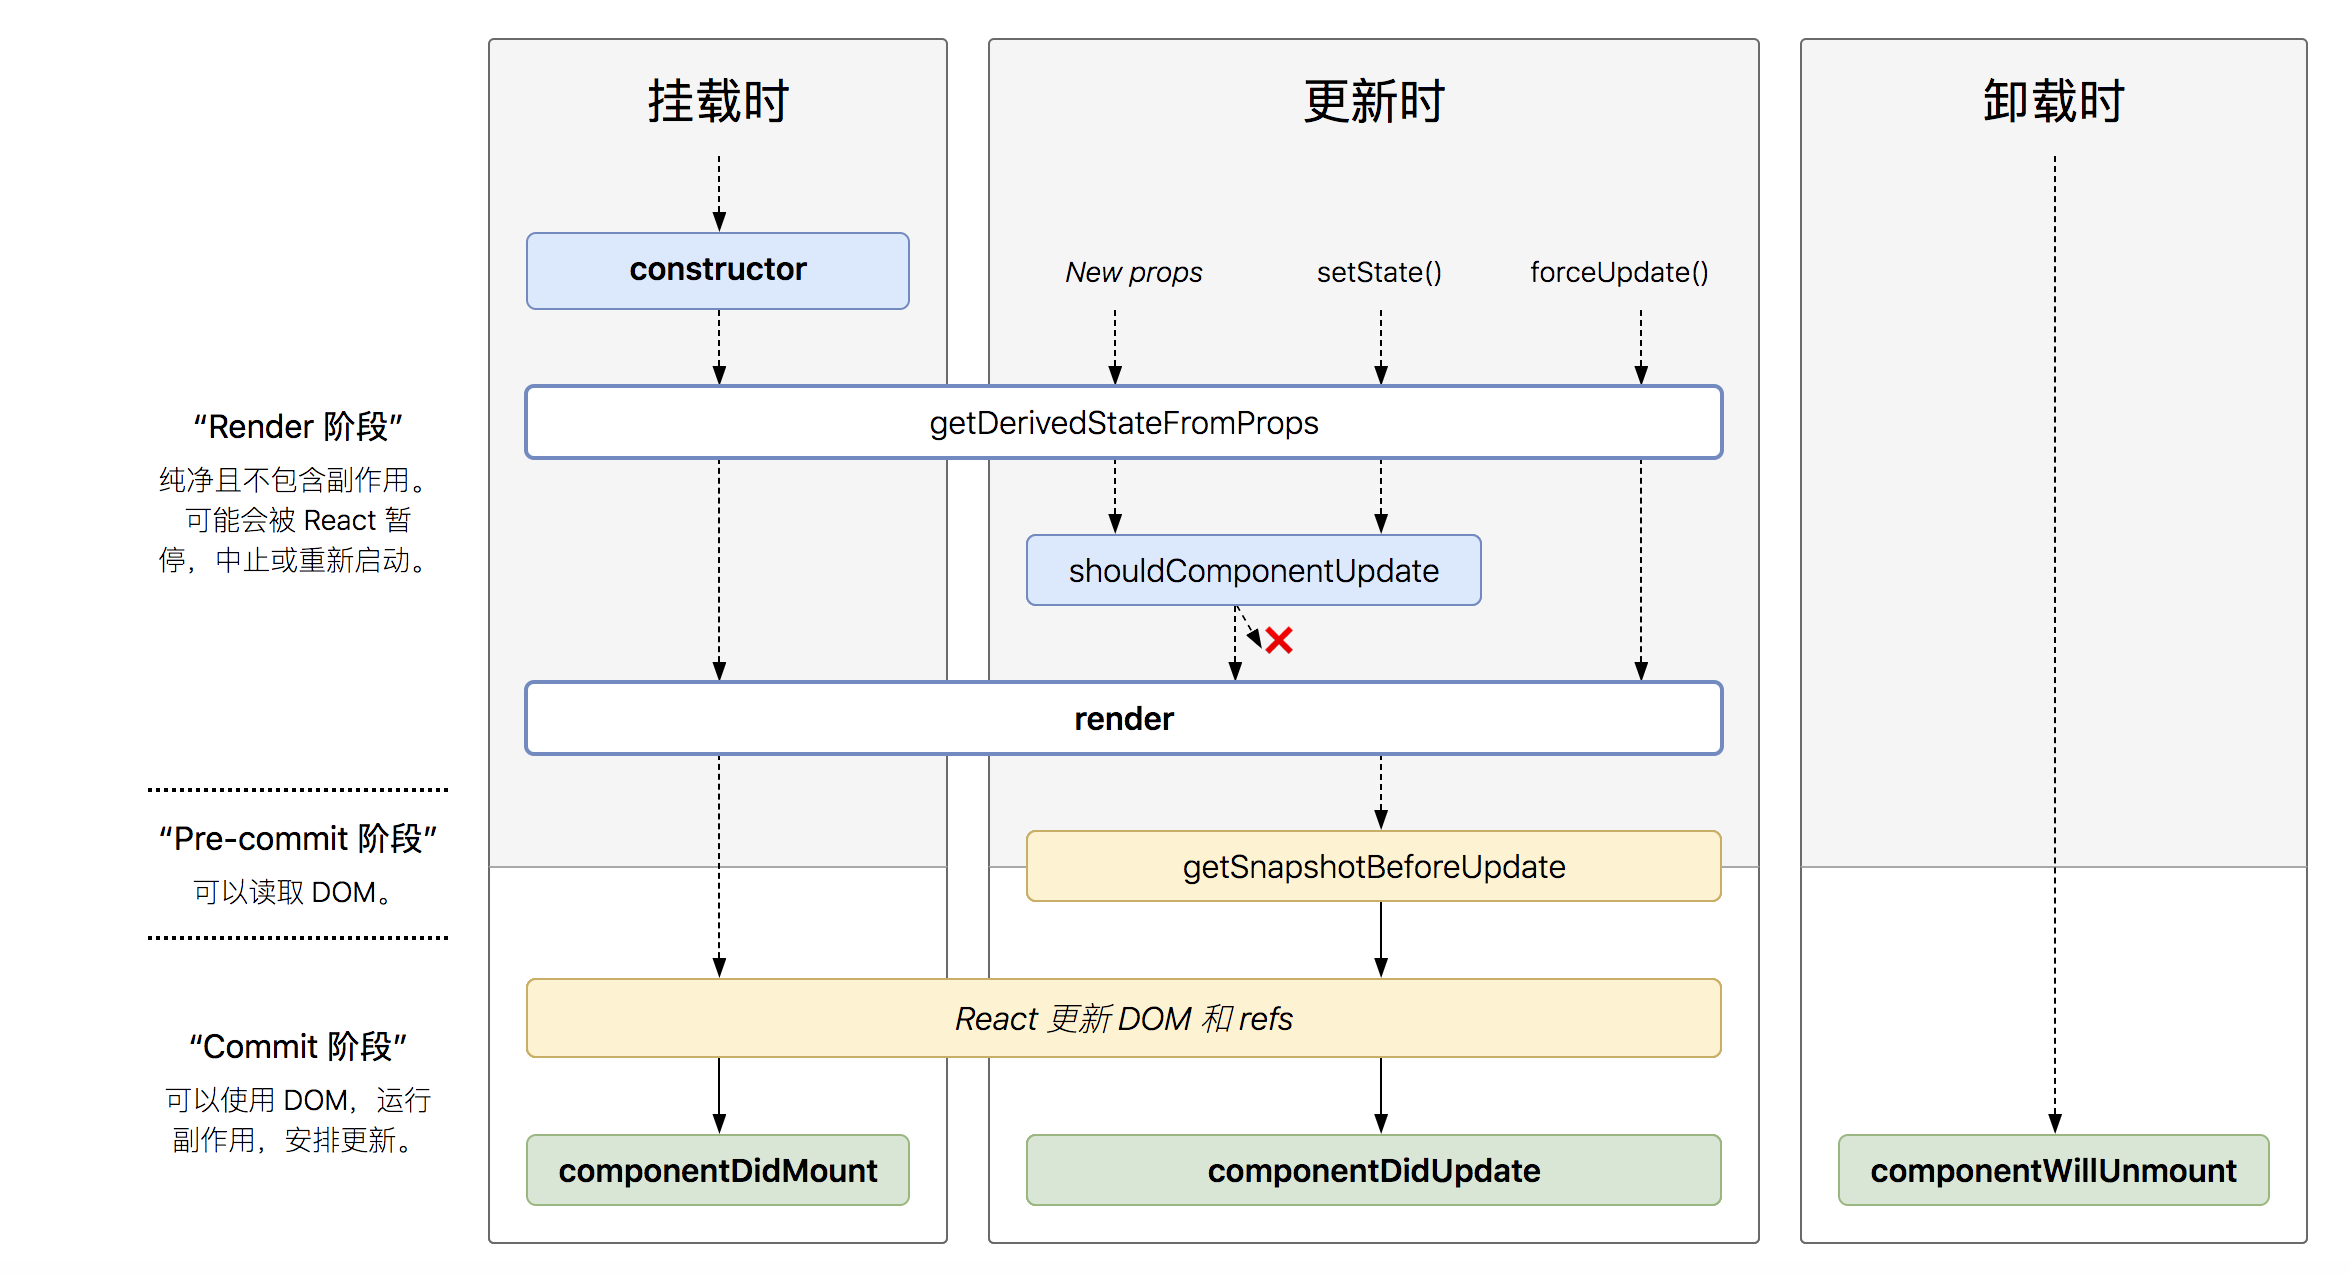 挂载时
更新时
卸载时
constructor
New props
setState()
forceUpdate()
“Render 阶段”
纯净且不包含副作用。
可能会被 React 暂
停，中止或重新启动。
getDerivedStateFromProps
shouldComponentUpdate
render
“Pre-commit 阶段”
可以读取 DOM。
getSnapshotBeforeUpdate
React 更新 DOM 和 refs
“Commit 阶段”
可以使用 DOM，运行
副作用，安排更新。
componentDidMount
componentDidUpdate
componentWillUnmount